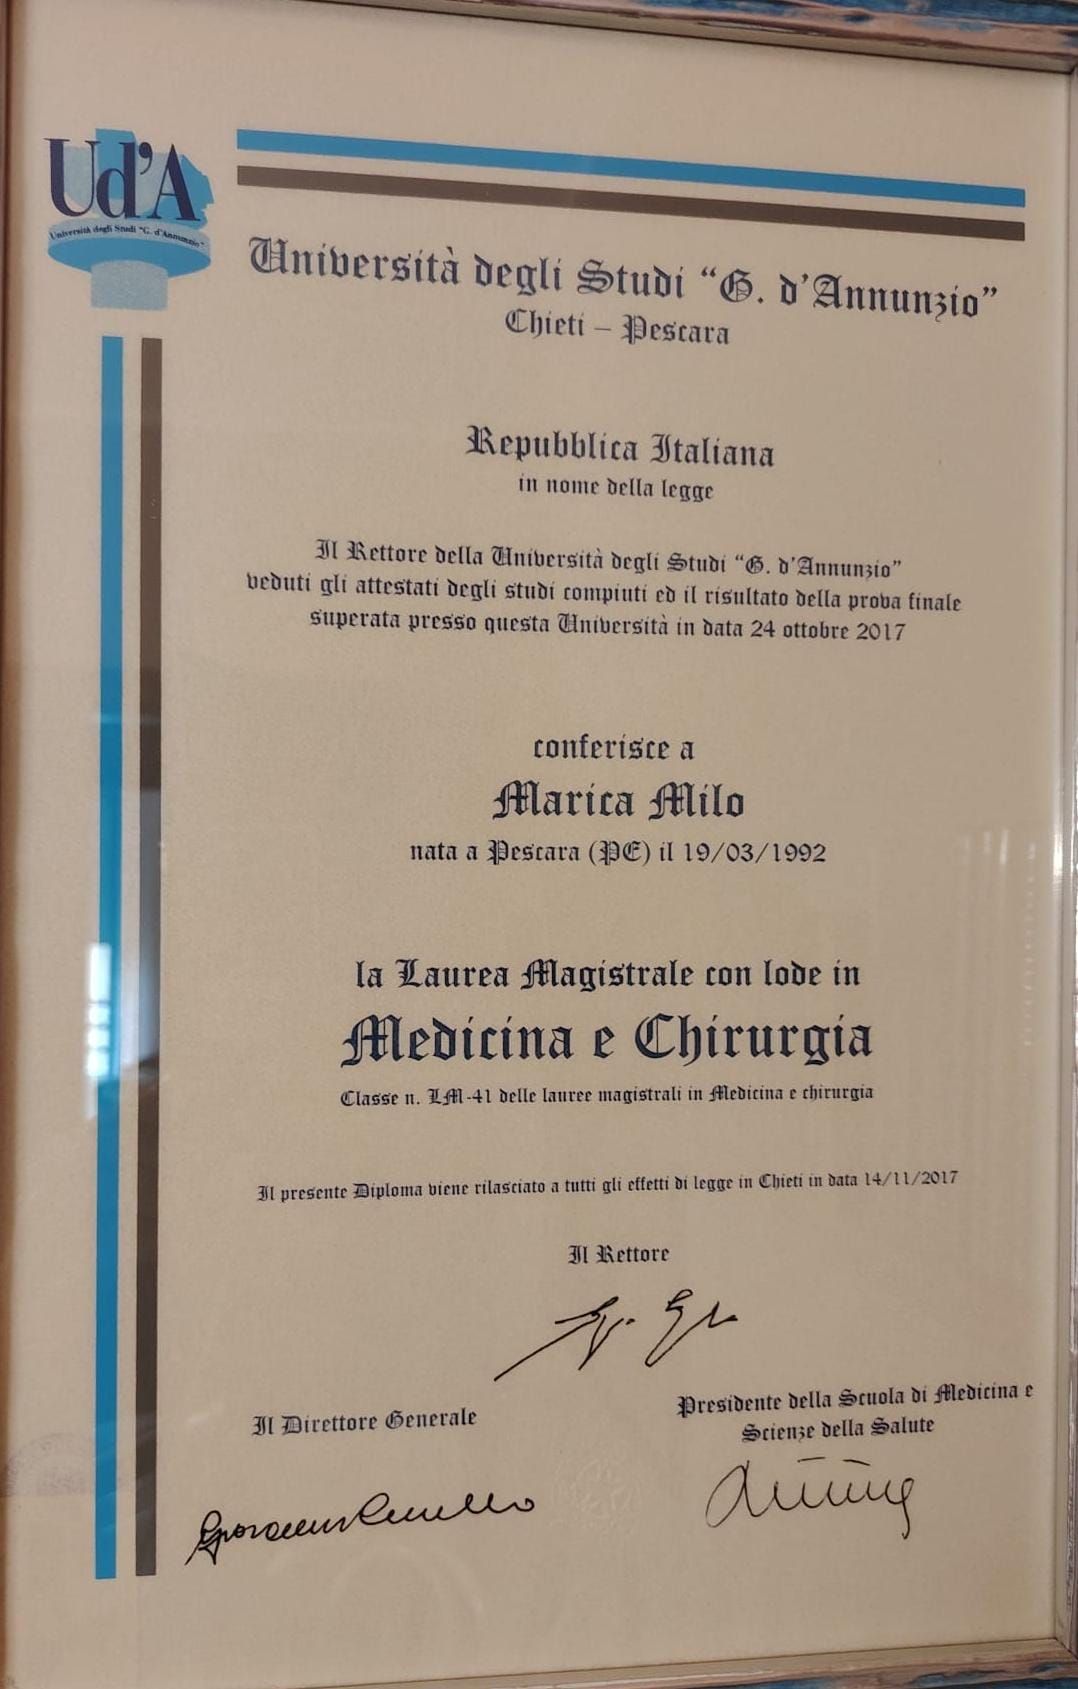 Ud'A
Università degli Studi "G. d'Annunzio"
Università degli Studi “G. d’Annunzio”
Chieti – Pescara
Repubblica Italiana
in nome della legge
Il Rettore della Università degli Studi “G. d’Annunzio”
veduti gli attestati degli studi compiuti ed il risultato della prova finale
superata presso questa Università in data 24 ottobre 2017
conferisce a
Marica Milo
nata a Pescara (PE) il 19/03/1992
la Laurea Magistrale con lode in
Medicina e Chirurgia
Classe n. LM-41 delle lauree magistrali in Medicina e chirurgia
Il presente Diploma viene rilasciato a tutti gli effetti di legge in Chieti in data 14/11/2017
Il Rettore
Il Direttore Generale
Presidente della Scuola di Medicina e
Scienze della Salute